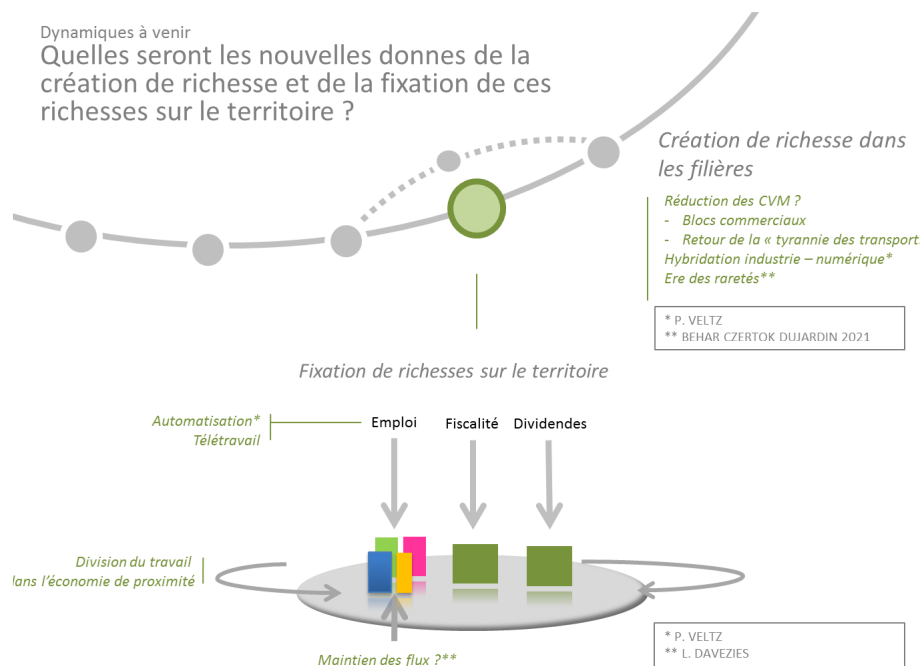 Dynamiques à venir
Quelles seront les nouvelles donnes de la
création de richesse et de la fixation de ces
richesses sur le territoire ?
Création de richesse dans
les filières
Réduction des CVM ?
- Blocs commerciaux
- Retour de la « tyrannie des transport
Hybridation industrie – numérique*
Ere des raretés**
* P. VELTZ
** BEHAR CZERTOK DUJARDIN 2021
Fixation de richesses sur le territoire
Automatisation*
Télétravail
Emploi Fiscalité Dividendes
Division du travail
dans l'économie de proximité
Maintien des flux ?**
* P. VELTZ
** L. DAVEZIES